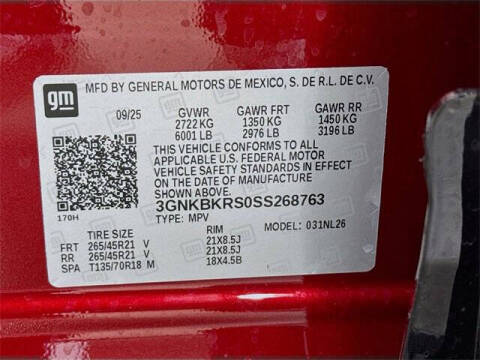 gm
MFD BY GENERAL MOTORS DE MEXICO, S. DE R.L. DE C.V.
09/25 GVWR GAWR FRT GAWR RR
2722 KG 1350 KG 1450 KG
6001 LB 2976 LB 3196 LB
THIS VEHICLE CONFORMS TO ALL
APPLICABLE U.S. FEDERAL MOTOR
VEHICLE SAFETY STANDARDS IN EFFECT
ON THE DATE OF MANUFACTURE
SHOWN ABOVE.
3GNKBKRS0SS268763
170H TYPE: MPV MODEL: 031NL26
TIRE SIZE RIM
FRT 265/45R21 V 21X8.5J
RR 265/45R21 V 21X8.5J
SPA T135/70R18 M 18X4.5B